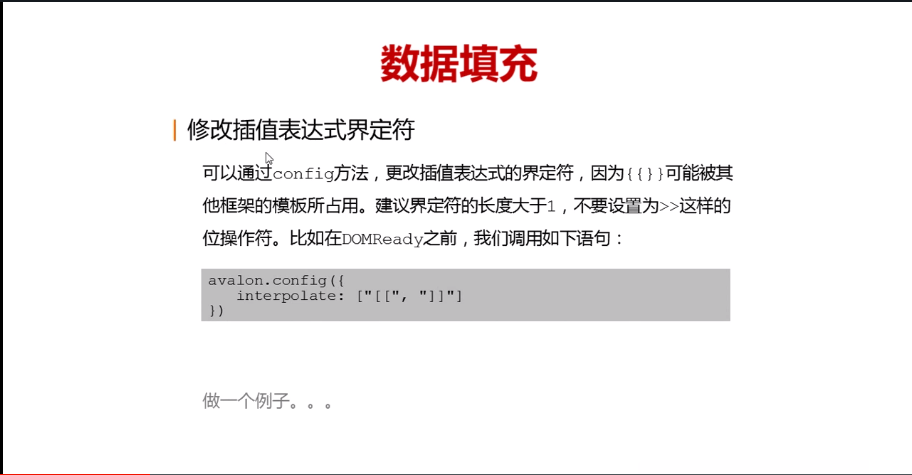 数据填充
修改插值表达式界定符
可以通过config方法，更改插值表达式的界定符，因为{{}}可能被其
他框架的模板所占用。建议界定符的长度大于1，不要设置为>>这样的
位操作符。比如在DOMReady之前，我们调用如下语句：
avalon.config({
   interpolate: ["[[", "]]"]
})
做一个例子。。。